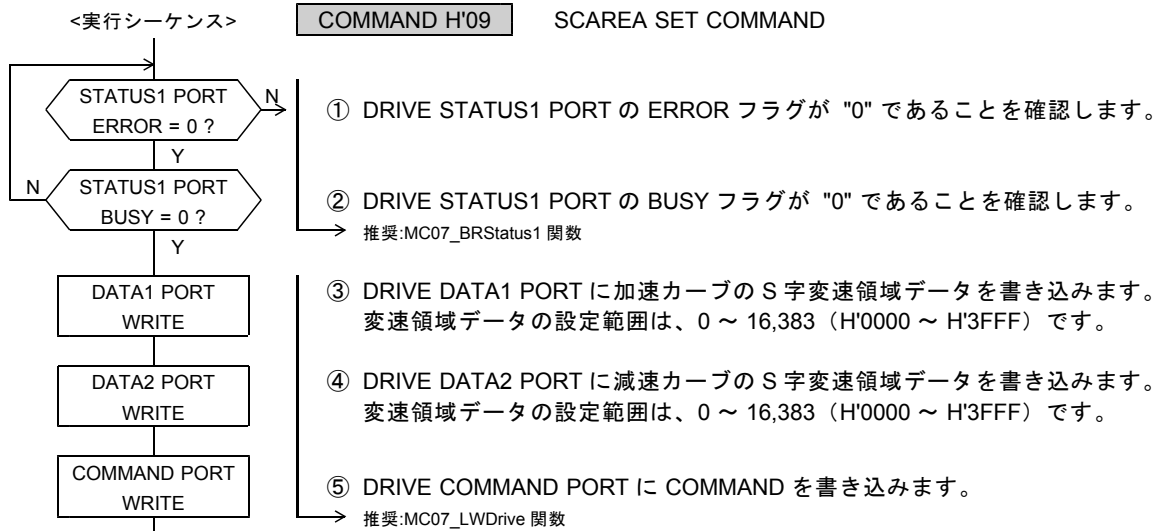 <実行シーケンス>
COMMAND H'09 SCAREA SET COMMAND
STATUS1 PORT
ERROR = 0 ?
N
Y
① DRIVE STATUS1 PORT の ERROR フラグが "0" であることを確認します。
STATUS1 PORT
BUSY = 0 ?
N
Y
② DRIVE STATUS1 PORT の BUSY フラグが "0" であることを確認します。
推奨:MC07_BRStatus1 関数
DATA1 PORT
WRITE
③ DRIVE DATA1 PORT に加速カーブの S 字変速領域データを書き込みます。
変速領域データの設定範囲は、0 ~ 16,383（H'0000 ~ H'3FFF）です。
DATA2 PORT
WRITE
④ DRIVE DATA2 PORT に減速カーブの S 字変速領域データを書き込みます。
変速領域データの設定範囲は、0 ~ 16,383（H'0000 ~ H'3FFF）です。
COMMAND PORT
WRITE
⑤ DRIVE COMMAND PORT に COMMAND を書き込みます。
推奨:MC07_LWDrive 関数